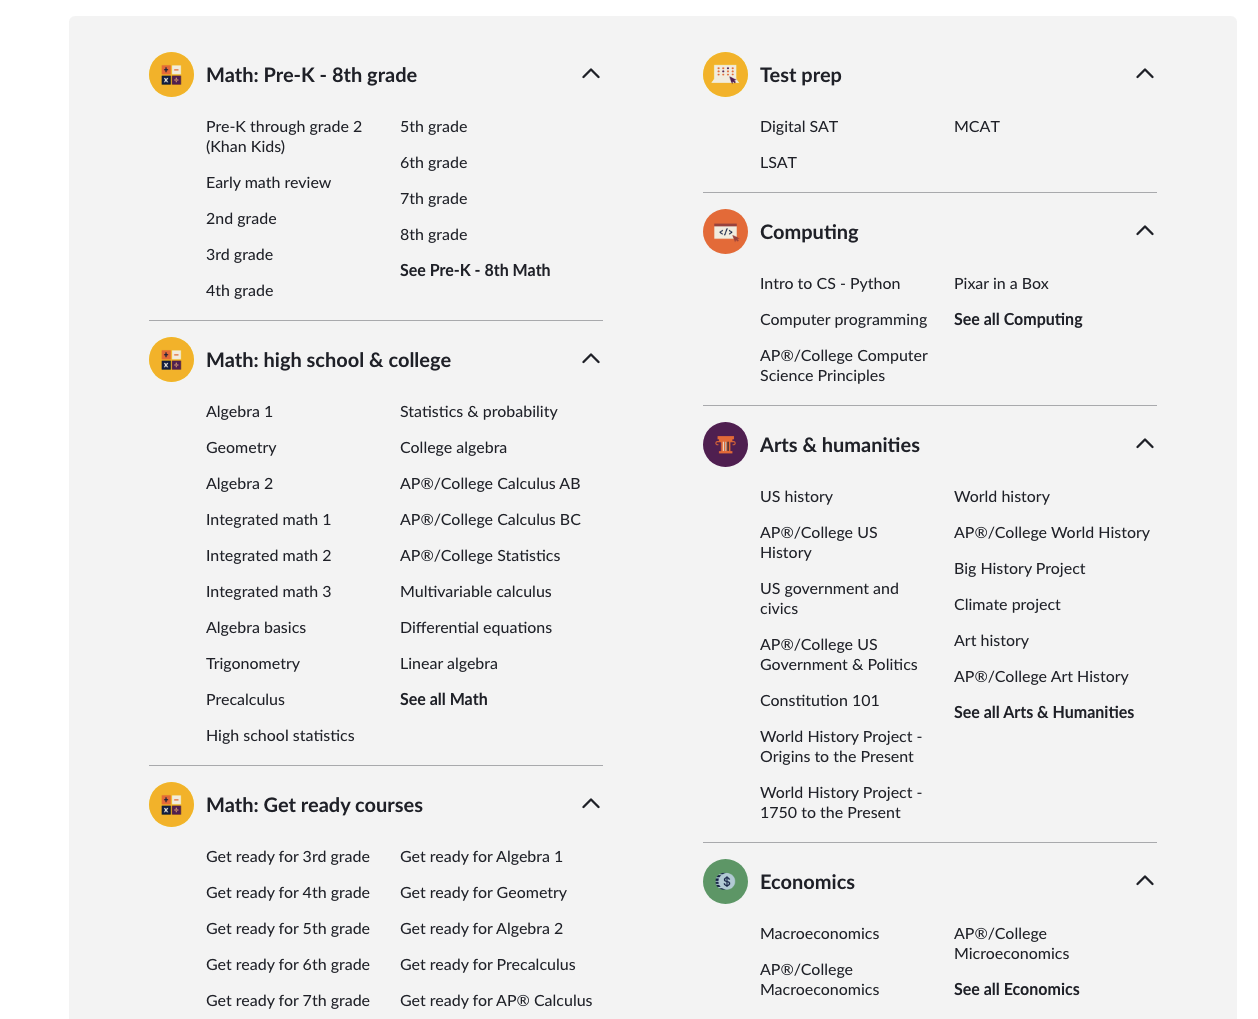 Math: Pre-K - 8th grade
Pre-K through grade 2
(Khan Kids)
Early math review
2nd grade
3rd grade
4th grade
5th grade
6th grade
7th grade
8th grade
See Pre-K - 8th Math
Math: high school & college
Algebra 1
Geometry
Algebra 2
Integrated math 1
Integrated math 2
Integrated math 3
Algebra basics
Trigonometry
Precalculus
High school statistics
Statistics & probability
College algebra
AP®/College Calculus AB
AP®/College Calculus BC
AP®/College Statistics
Multivariable calculus
Differential equations
Linear algebra
See all Math
Math: Get ready courses
Get ready for 3rd grade
Get ready for 4th grade
Get ready for 5th grade
Get ready for 6th grade
Get ready for 7th grade
Get ready for Algebra 1
Get ready for Geometry
Get ready for Algebra 2
Get ready for Precalculus
Get ready for AP® Calculus
Test prep
Digital SAT
LSAT
MCAT
Computing
Intro to CS - Python
Computer programming
AP®/College Computer
Science Principles
Pixar in a Box
See all Computing
Arts & humanities
US history
AP®/College US
History
US government and
civics
AP®/College US
Government & Politics
Constitution 101
World History Project -
Origins to the Present
World History Project -
1750 to the Present
World history
AP®/College World History
Big History Project
Climate project
Art history
AP®/College Art History
See all Arts & Humanities
Economics
Macroeconomics
AP®/College
Macroeconomics
AP®/College
Microeconomics
See all Economics